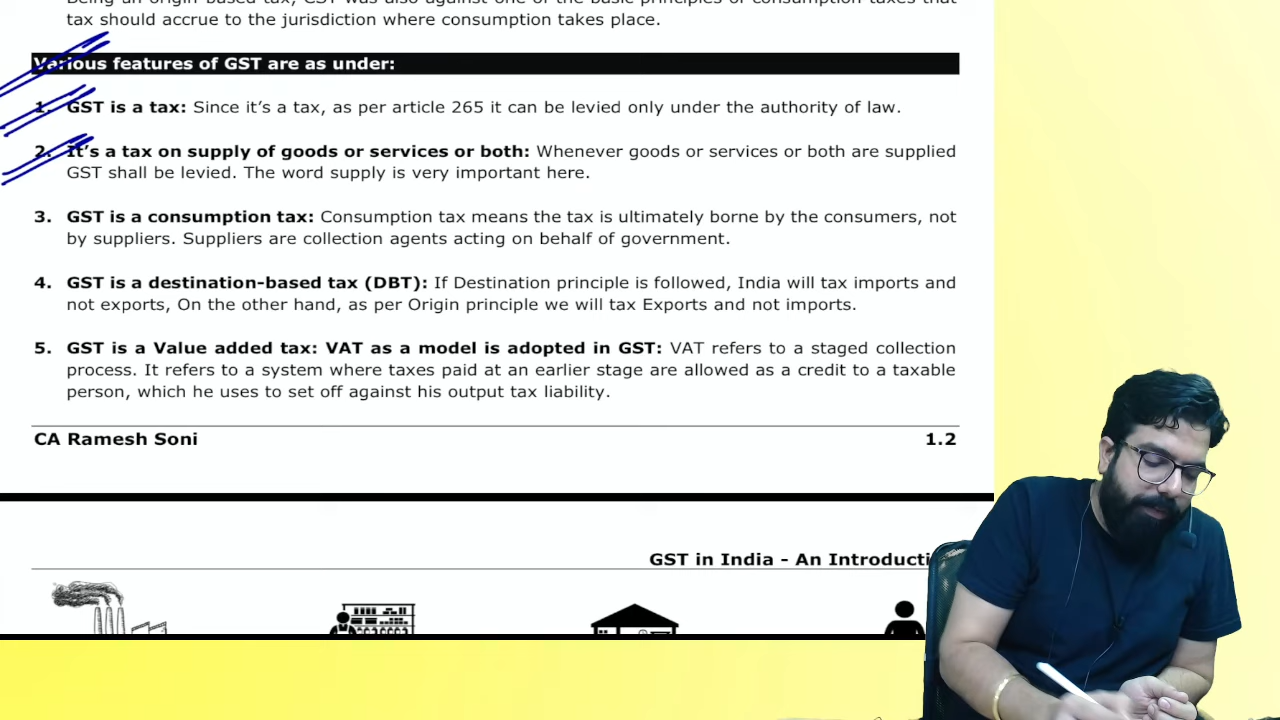 tax should accrue to the jurisdiction where consumption takes place.
Various features of GST are as under:
1. GST is a tax: Since it's a tax, as per article 265 it can be levied only under the authority of law.
2. It's a tax on supply of goods or services or both: Whenever goods or services or both are supplied
GST shall be levied. The word supply is very important here.
3. GST is a consumption tax: Consumption tax means the tax is ultimately borne by the consumers, not
by suppliers. Suppliers are collection agents acting on behalf of government.
4. GST is a destination-based tax (DBT): If Destination principle is followed, India will tax imports and
not exports, On the other hand, as per Origin principle we will tax Exports and not imports.
5. GST is a Value added tax: VAT as a model is adopted in GST: VAT refers to a staged collection
process. It refers to a system where taxes paid at an earlier stage are allowed as a credit to a taxable
person, which he uses to set off against his output tax liability.
CA Ramesh Soni 1.2
GST in India - An Introducti